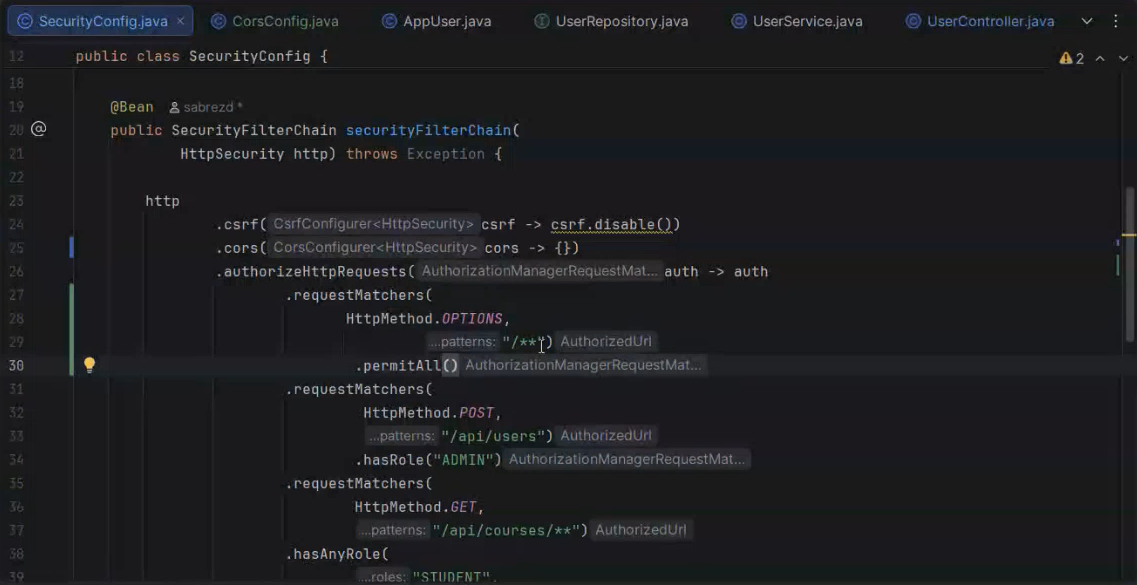 SecurityConfig.java × CorsConfig.java AppUser.java UserRepository.java UserService.java UserController.java
12 public class SecurityConfig { 2
18
19 @Bean sabrezd *
20 public SecurityFilterChain securityFilterChain(
21 HttpSecurity http) throws Exception {
22
23 http
24 .csrf( CsrfConfigurer<HttpSecurity> csrf -> csrf.disable())
25 .cors( CorsConfigurer<HttpSecurity> cors -> {})
26 .authorizeHttpRequests( AuthorizationManagerRequestMat... auth -> auth
27 .requestMatchers(
28 HttpMethod.OPTIONS,
29 ...patterns: "/**") AuthorizedUrl
30 .permitAll() AuthorizationManagerRequestMat...
31 .requestMatchers(
32 HttpMethod.POST,
33 ...patterns: "/api/users") AuthorizedUrl
34 .hasRole("ADMIN") AuthorizationManagerRequestMat...
35 .requestMatchers(
36 HttpMethod.GET,
37 ...patterns: "/api/courses/**") AuthorizedUrl
38 .hasAnyRole(
39 ...roles: "STUDENT",